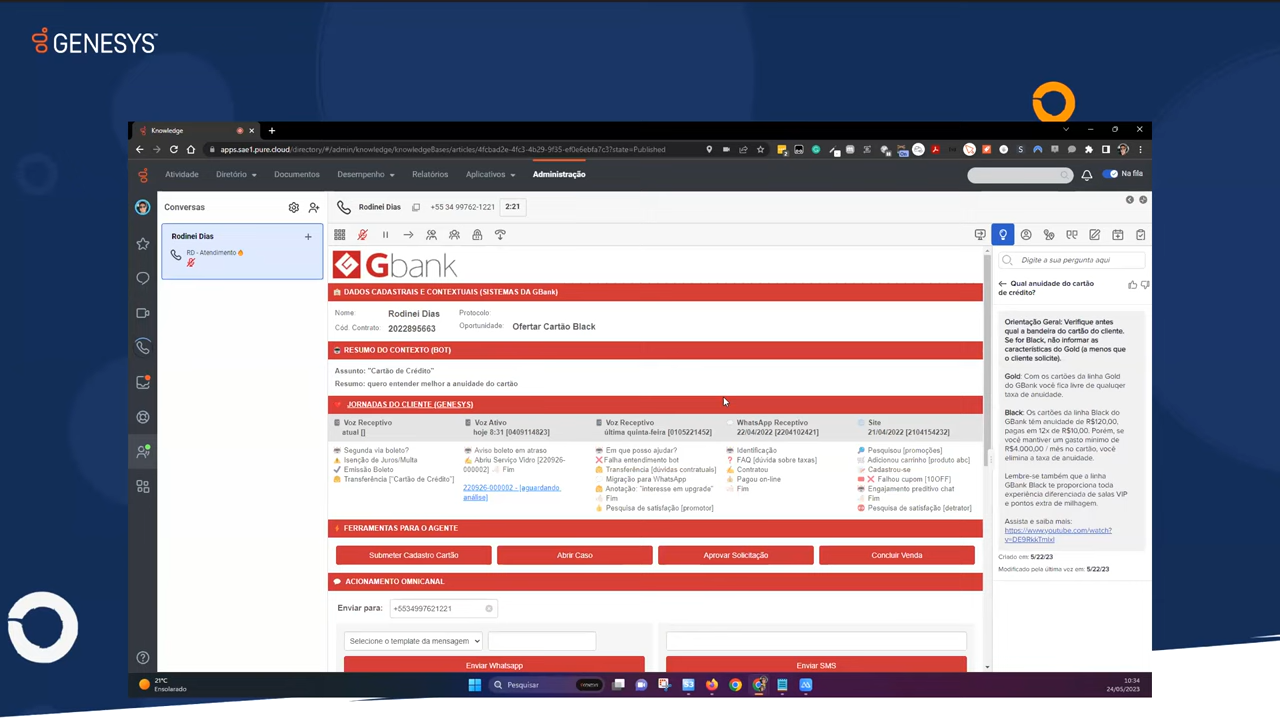 GENESYS
Knowledge
apps.sae1.pure.cloud/directory/#/admin/knowledge/knowledgeBases/articles/4fcbad2e-4fc3-4b25-9f35-ef0e6ebfa7c3?state=Published
Atividade Diretório Documentos Desempenho Relatórios Aplicativos Administração Na fila
Conversas
Rodinei Dias +55 34 99762-1221 2:21
Rodinei Dias
RD - Atendimento
Gbank
DADOS CADASTRAIS E CONTEXTUAIS (SISTEMAS DA GBank)
Nome: Rodinei Dias Protocolo:
Cód. Contrato: 2022895663 Oportunidade: Ofertar Cartão Black
RESUMO DO CONTEXTO (BOT)
Assunto: "Cartão de Crédito"
Resumo: quero entender melhor a anuidade do cartão
JORNADAS DO CLIENTE (GENESYS)
Voz Receptivo
atual []
Segunda via boleto?
Isenção de Juros/Multa
Emissão Boleto
Transferência ["Cartão de Crédito"]
Voz Ativo
hoje 8:31 [0409114823]
Aviso boleto em atraso
Abriu Serviço Vidro [220926-
000002] Fim
220926-000002 - [aguardando
análise]
Voz Receptivo
última quinta-feira [0105221452]
Em que posso ajudar?
Falha entendimento bot
Transferência [dúvidas contratuais]
Migração para WhatsApp
Anotação: "interesse em upgrade"
Fim
Pesquisa de satisfação [promotor]
WhatsApp Receptivo
22/04/2022 [2204102421]
Identificação
FAQ [dúvida sobre taxas]
Contratou
Pagou on-line
Fim
Site
21/04/2022 [2104154232]
Pesquisou [promoções]
Adicionou carrinho [produto abc]
Cadastrou-se
Falhou cupom [10OFF]
Engajamento preditivo chat
Fim
Pesquisa de satisfação [detrator]
FERRAMENTAS PARA O AGENTE
Submeter Cadastro Cartão Abrir Caso Aprovar Solicitação Concluir Venda
ACIONAMENTO OMNICANAL
Enviar para: +5534997621221
Selecione o template da mensagem
Enviar Whatsapp Enviar SMS
Digite a sua pergunta aqui
Qual anuidade do cartão
de crédito?
Orientação Geral: Verifique antes
qual a bandeira do cartão do cliente.
Se for Black, não informar as
características do Gold (a menos que
o cliente solicite).
Gold: Com os cartões da linha Gold
do GBank você fica livre de qualuqer
taxa de anuidade.
Black: Os cartões da linha Black do
GBank têm anuidade de R$120,00,
pagas em 12x de R$10,00. Porém, se
você mantiver um gasto mínimo de
R$4.000,00 / mês no cartão, você
elimina a taxa de anuidade.
Lembre-se também que a linha
GBank Black te proporciona toda
experiência diferenciada de salas VIP
e pontos extra de milhagem.
Assista e saiba mais:
https://www.youtube.com/watch?
Criado em: 5/22/23
Modificado pela última voz em: 5/22/23
21°C
Ensolarado
Pesquisar
10:34
24/05/2023